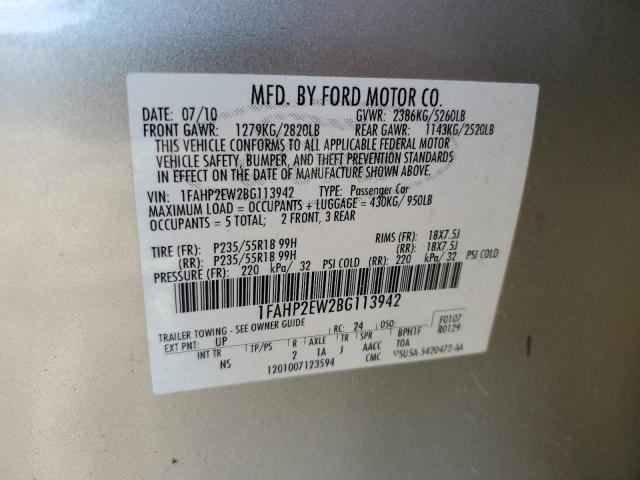 MFD. BY FORD MOTOR CO.
DATE: 07/10 GVWR: 2386KG/5260LB
FRONT GAWR: 1279KG/2820LB REAR GAWR: 1143KG/2520LB
THIS VEHICLE CONFORMS TO ALL APPLICABLE FEDERAL MOTOR
VEHICLE SAFETY, BUMPER, AND THEFT PREVENTION STANDARDS
IN EFFECT ON THE DATE OF MANUFACTURE SHOWN ABOVE.
VIN: 1FAHP2EW2BG113942 TYPE: Passenger Car
MAXIMUM LOAD = OCCUPANTS + LUGGAGE = 430KG/ 950LB
OCCUPANTS = 5 TOTAL; 2 FRONT, 3 REAR
TIRE (FR): P235/55R18 99H RIMS (FR): 18X7.5J
(RR): P235/55R18 99H (RR): 18X7.5J
PRESSURE (FR): 220 kPa/ 32 PSI COLD (RR): 220 kPa/ 32 PSI COLD
1FAHP2EW2BG113942
TRAILER TOWING - SEE OWNER GUIDE RC: 24 DSO: F0107
EXT PNT: UP TP/PS R AXLE TR SPR BPH1F R0129
INT TR NS 2 1A J AACC TOA
1201007123594 CMC 5U5A-5420472-AA